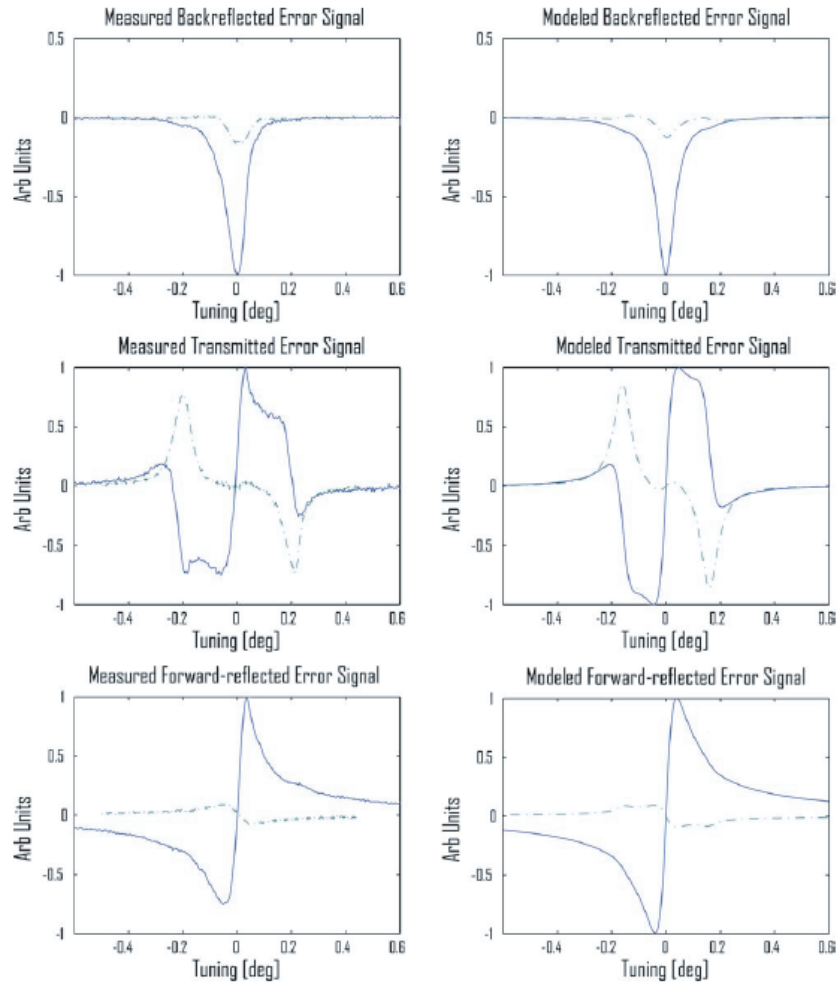 Measured Backreflected Error Signal
0.5
0
-0.5
-1
Arb Units
-0.4 -0.2 0 0.2 0.4 0.6
Tuning [deg]
Modeled Backreflected Error Signal
0.5
0
-0.5
-1
Arb Units
-0.4 -0.2 0 0.2 0.4 0.6
Tuning [deg]
Measured Transmitted Error Signal
1
0.5
0
-0.5
-1
Arb Units
-0.4 -0.2 0 0.2 0.4 0.6
Tuning [deg]
Modeled Transmitted Error Signal
1
0.5
0
-0.5
-1
Arb Units
-0.4 -0.2 0 0.2 0.4 0.6
Tuning [deg]
Measured Forward-reflected Error Signal
1
0.5
0
-0.5
-1
Arb Units
-0.4 -0.2 0 0.2 0.4 0.6
Tuning [deg]
Modeled Forward-reflected Error Signal
1
0.5
0
-0.5
-1
Arb Units
-0.4 -0.2 0 0.2 0.4 0.6
Tuning [deg]